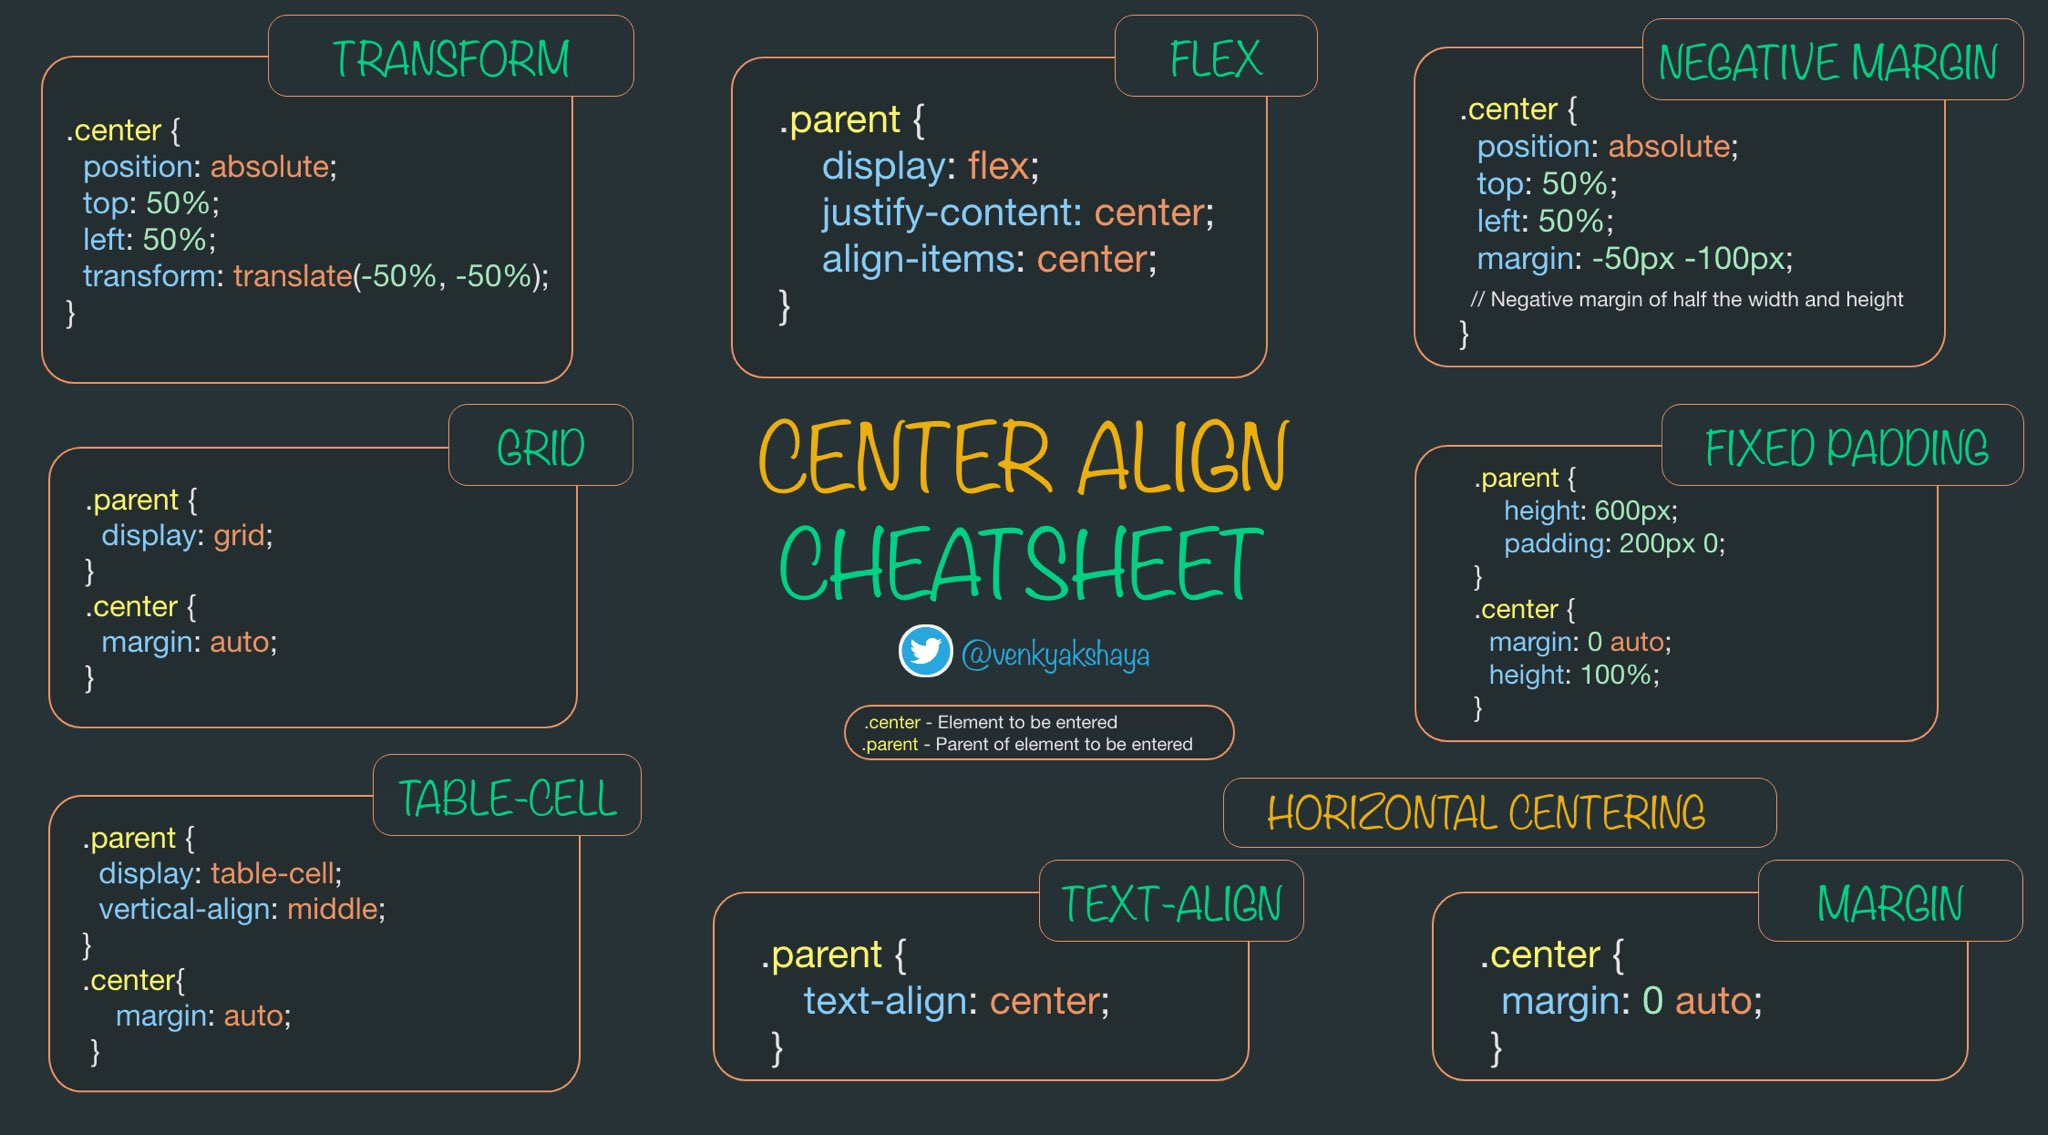 TRANSFORM
.center {
position: absolute;
top: 50%;
left: 50%;
transform: translate(-50%, -50%);
}
FLEX
.parent {
display: flex;
justify-content: center;
align-items: center;
}
NEGATIVE MARGIN
.center {
position: absolute;
top: 50%;
left: 50%;
margin: -50px -100px;
// Negative margin of half the width and height
}
GRID
.parent {
display: grid;
}
.center {
margin: auto;
}
CENTER ALIGN
CHEATSHEET
@venkyakshaya
.center - Element to be entered
.parent - Parent of element to be entered
FIXED PADDING
.parent {
height: 600px;
padding: 200px 0;
}
.center {
margin: 0 auto;
height: 100%;
}
TABLE-CELL
.parent {
display: table-cell;
vertical-align: middle;
}
.center{
margin: auto;
}
HORIZONTAL CENTERING
TEXT-ALIGN
.parent {
text-align: center;
}
MARGIN
.center {
margin: 0 auto;
}